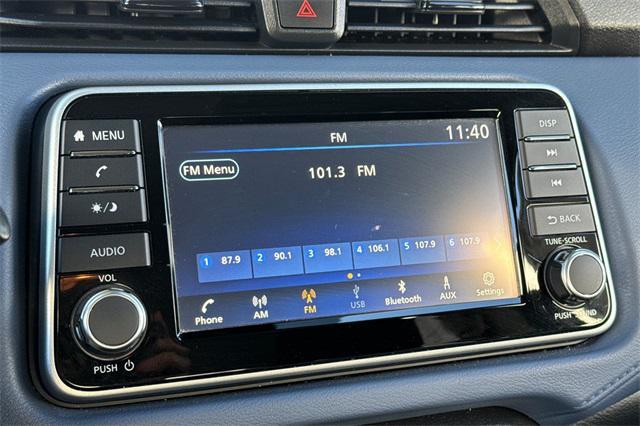 MENU
AUDIO
VOL
PUSH
FM
11:40
FM Menu
101.3 FM
1 87.9 2 90.1 3 98.1 4 106.1 5 107.9 6 107.9
Phone AM FM USB Bluetooth AUX Settings
DISP
BACK
TUNE-SCROLL
PUSH SOUND